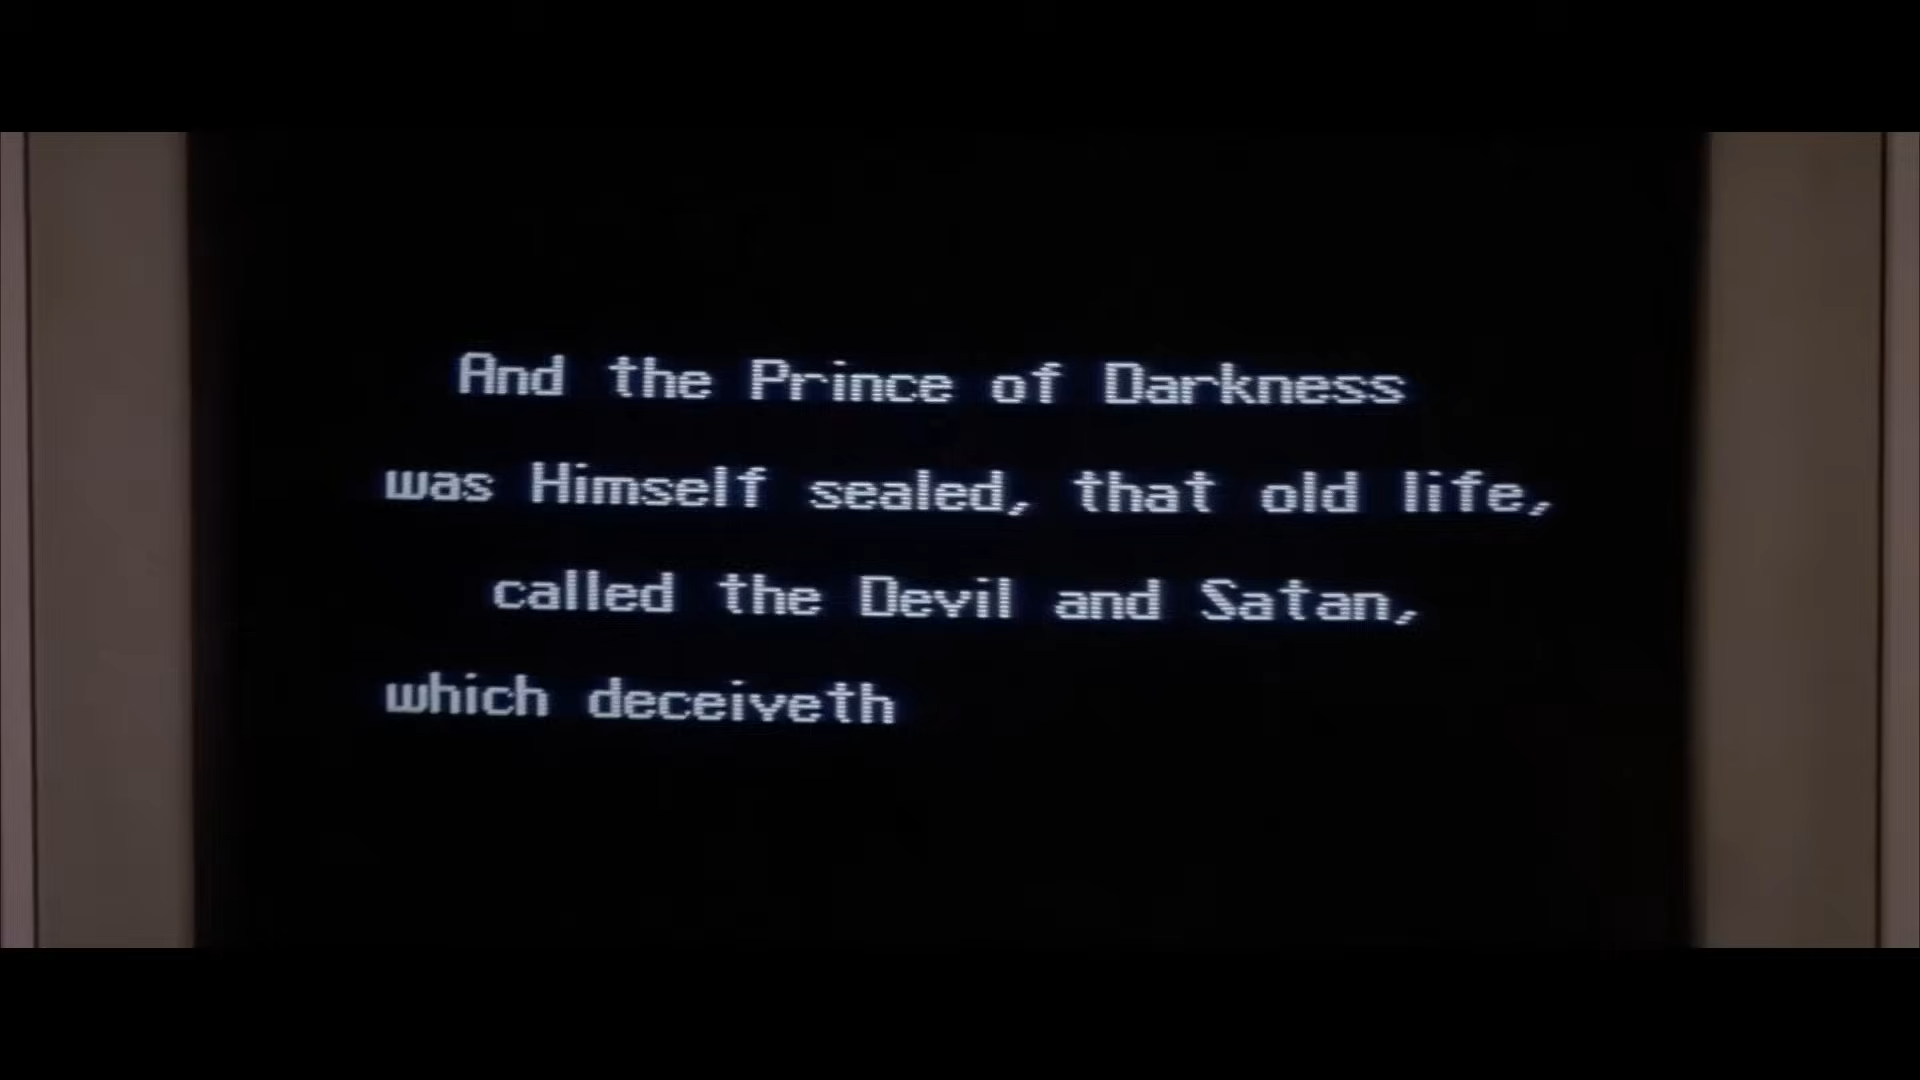 And the Prince of Darkness
was Himself sealed, that old life,
called the Devil and Satan,
which deceiveth